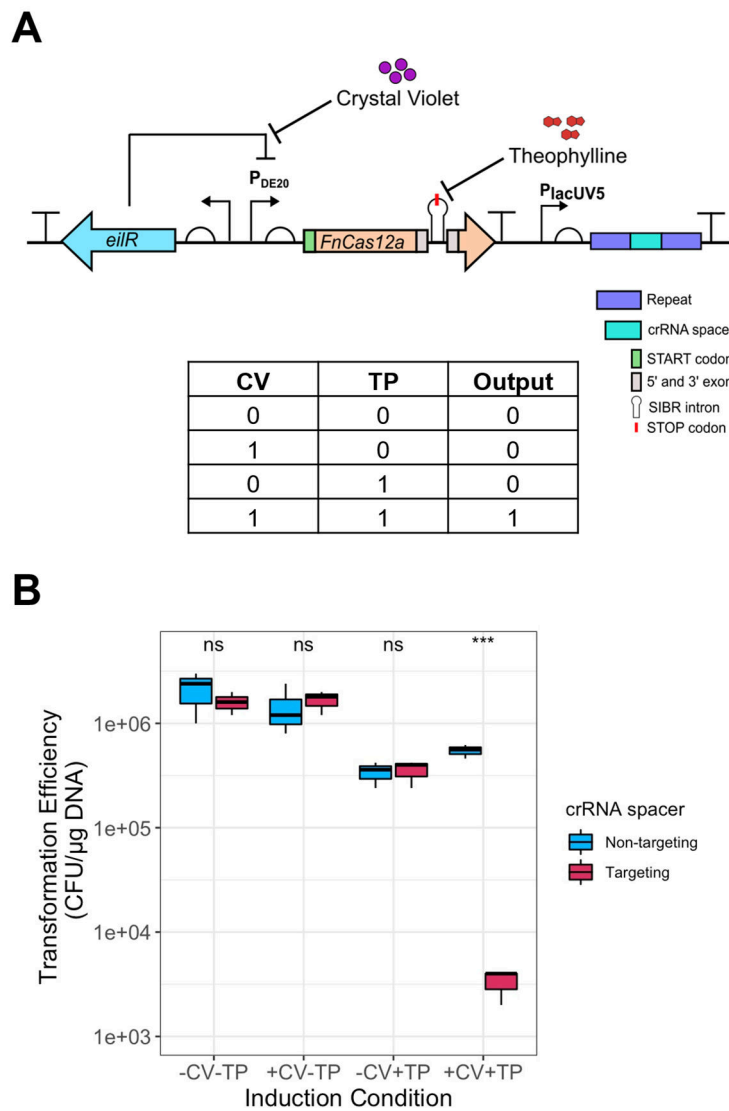 A
Crystal Violet
Theophylline
PDE20
PlacUV5
eilR
FnCas12a
Repeat
crRNA space
START codon
5' and 3' exon
SIBR intron
STOP codon
CV TP Output
0 0 0
1 0 0
0 1 0
1 1 1
B
ns ns ns ***
1e+06
1e+05
1e+04
1e+03
Transformation Efficiency
(CFU/µg DNA)
-CV-TP +CV-TP -CV+TP +CV+TP
Induction Condition
crRNA spacer
Non-targeting
Targeting